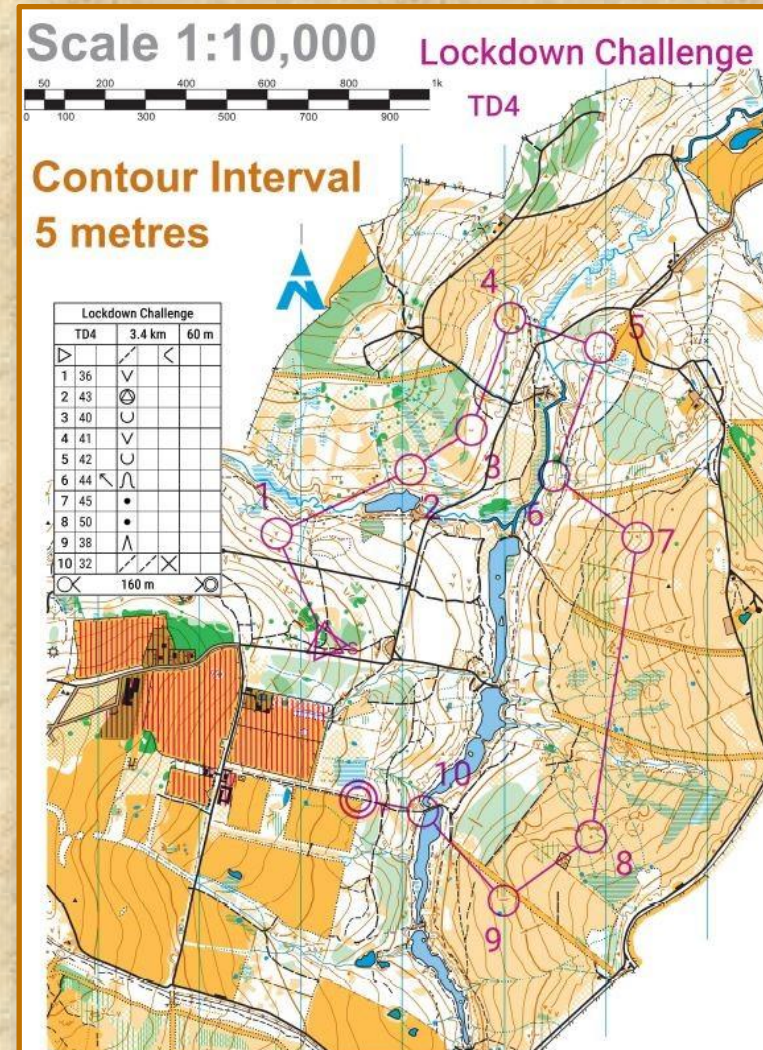 Scale 1:10,000
Lockdown Challenge
TD4
50 200 400 600 800 1k
0 100 300 500 700 900
Contour Interval
5 metres
N
Lockdown Challenge
TD4 3.4 km 60 m
1 36
2 43
3 40
4 41
5 42
6 44
7 45
8 50
9 38
10 32
160 m
4
5
3
1
2
6
7
10
8
9